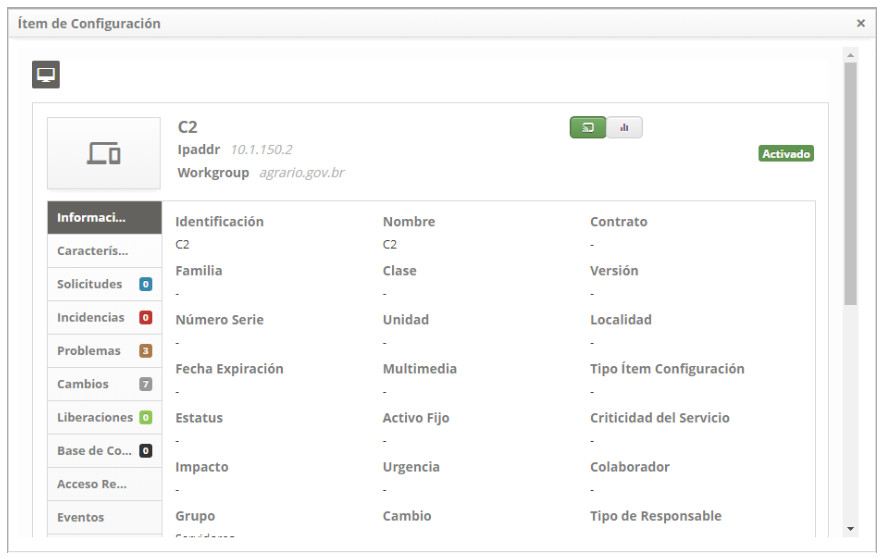 Ítem de Configuración ×
C2
Ipaddr 10.1.150.2
Workgroup agrario.gov.br
Activado
Informaci...
Caracterís...
Solicitudes 0
Incidencias 0
Problemas 3
Cambios 7
Liberaciones 0
Base de Co... 0
Acceso Re...
Eventos
Identificación Nombre Contrato
C2 C2 -
Familia Clase Versión
- - -
Número Serie Unidad Localidad
- - -
Fecha Expiración Multimedia Tipo Ítem Configuración
- - -
Estatus Activo Fijo Criticidad del Servicio
- - -
Impacto Urgencia Colaborador
- - -
Grupo Cambio Tipo de Responsable
Servidores